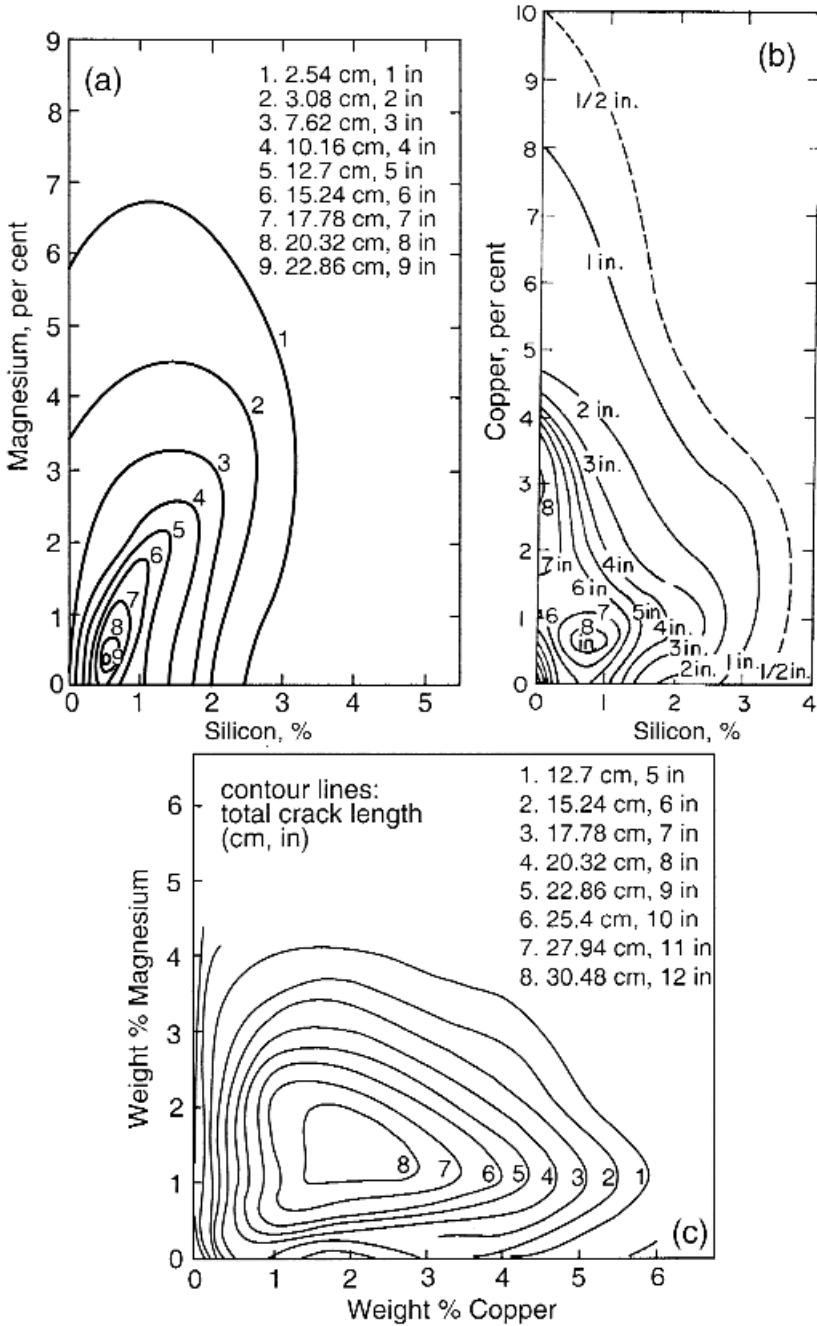 (a)
1. 2.54 cm, 1 in
2. 3.08 cm, 2 in
3. 7.62 cm, 3 in
4. 10.16 cm, 4 in
5. 12.7 cm, 5 in
6. 15.24 cm, 6 in
7. 17.78 cm, 7 in
8. 20.32 cm, 8 in
9. 22.86 cm, 9 in
Magnesium, per cent
9
8
7
6
5
4
3
2
1
0
1
2
3
4
5
6
7
8
9
0 1 2 3 4 5
Silicon, %
(b)
Copper, per cent
10
9
8
7
6
5
4
3
2
1
0
1/2 in.
1 in.
2 in.
3 in.
8
7 in
6 in
4 in
6
7
5in
8
in
4 in.
3 in.
2 in.
1 in.
1/2in.
0 1 2 3 4
Silicon, %
contour lines:
total crack length
(cm, in)
1. 12.7 cm, 5 in
2. 15.24 cm, 6 in
3. 17.78 cm, 7 in
4. 20.32 cm, 8 in
5. 22.86 cm, 9 in
6. 25.4 cm, 10 in
7. 27.94 cm, 11 in
8. 30.48 cm, 12 in
Weight % Magnesium
6
5
4
3
2
1
0
8 7 6 5 4 3 2 1
(c)
0 1 2 3 4 5 6
Weight % Copper